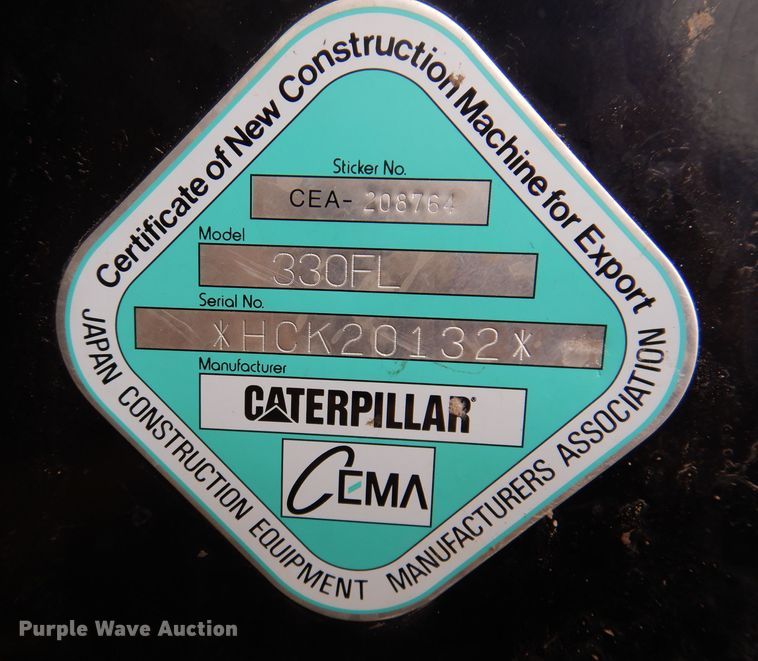 Certificate of New Construction Machine for Export
Sticker No.
CEA- 208764
Model
330FL
Serial No.
*HCK20132*
Manufacturer
CATERPILLAR®
CEMA
JAPAN CONSTRUCTION EQUIPMENT MANUFACTURERS ASSOCIATION
Purple Wave Auction